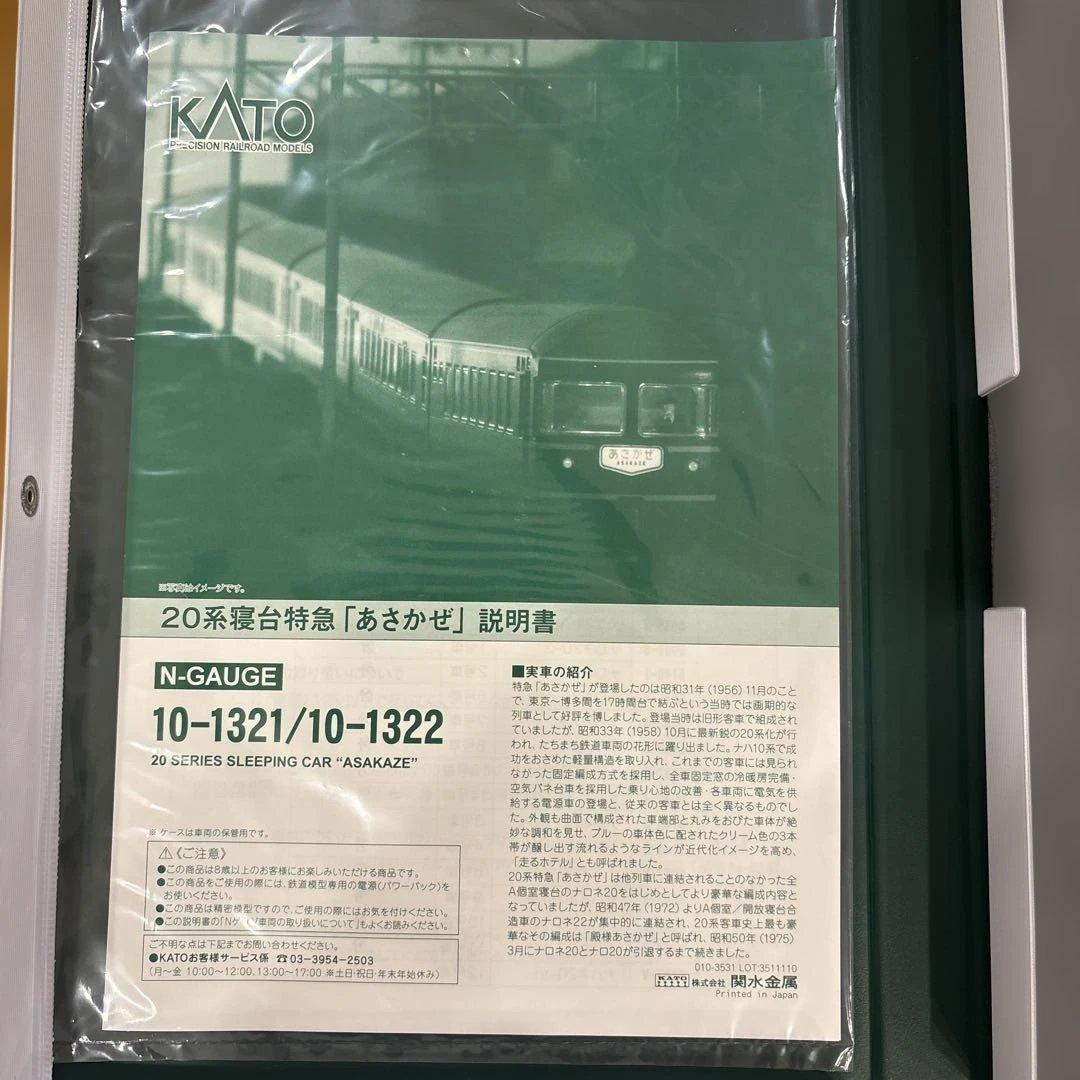 KATO
PRECISION RAILROAD MODELS
あさかぜ
ASAKAZE
※写真はイメージです。
20系寝台特急「あさかぜ」説明書
N-GAUGE
10-1321/10-1322
20 SERIES SLEEPING CAR “ASAKAZE”
※ ケースは車両の保管用です。
⚠《ご注意》
●この商品は8歳以上のお客様にお楽しみいただける商品です。
●この商品をご使用の際には、鉄道模型専用の電源(パワーパック)を
お使いください。
●この商品は精密模型ですので、ご使用の際にはお気を付けください。
●この説明書の「Nゲージ車両の取り扱いについて」もよくお読みください。
ご不明な点は下記までお問い合わせください。
●KATOお客様サービス係 ☎03-3954-2503
(月〜金 10:00〜12:00、13:00〜17:00 ※土日・祝日・年末年始休み)
■実車の紹介
特急「あさかぜ」が登場したのは昭和31年(1956)11月のこと
で、東京〜博多間を17時間台で結ぶという当時では画期的な
列車として好評を博しました。登場当時は旧形客車で組成され
ていましたが、昭和33年(1958)10月に最新鋭の20系化が行
われ、たちまち鉄道車両の花形に躍り出ました。ナハ10系で成
功をおさめた軽量構造を取り入れ、これまでの客車には見られ
なかった固定編成方式を採用し、全車固定窓の冷暖房完備・
空気バネ台車を採用した乗り心地の改善・各車両に電気を供
給する電源車の登場と、従来の客車とは全く異なるものでし
た。外観も曲面で構成された車端部と丸みをおびた車体が絶
妙な調和を見せ、ブルーの車体色に配されたクリーム色の3本
帯が醸し出す流れるようなラインが近代化イメージを高め、
「走るホテル」とも呼ばれました。
20系特急「あさかぜ」は他列車に連結されることのなかった全
A個室寝台のナロネ20をはじめとしてより豪華な編成内容と
なっていましたが、昭和47年(1972)よりA個室/開放寝台合
造車のナロネ22が集中的に連結され、20系客車史上最も豪
華なその編成は「殿様あさかぜ」と呼ばれ、昭和50年(1975)
3月にナロネ20とナロ20が引退するまで続きました。
010-3531 LOT:3511110
KATO 株式会社 関水金属
Printed in Japan